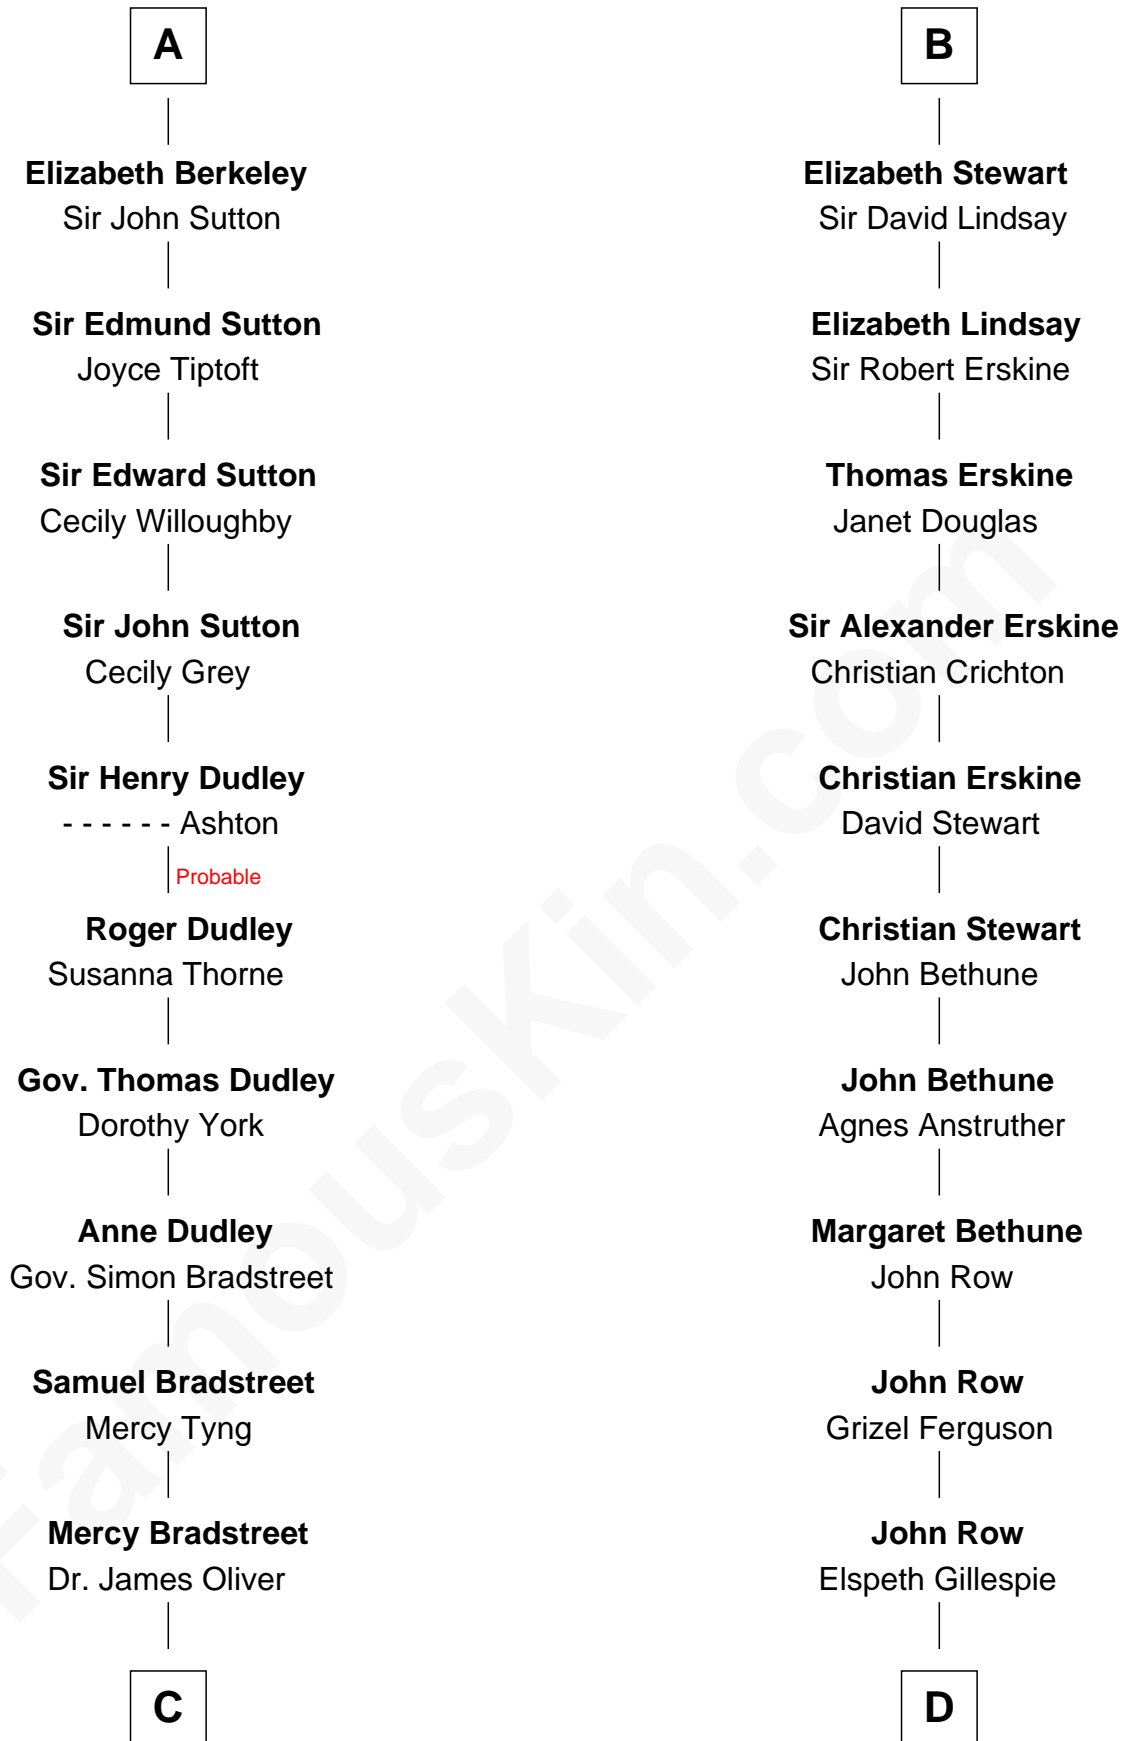 A
Elizabeth Berkeley
Sir John Sutton
Sir Edmund Sutton
Joyce Tiptoft
Sir Edward Sutton
Cecily Willoughby
Sir John Sutton
Cecily Grey
Sir Henry Dudley
- - - - - - Ashton
Probable
Roger Dudley
Susanna Thorne
Gov. Thomas Dudley
Dorothy York
Anne Dudley
Gov. Simon Bradstreet
Samuel Bradstreet
Mercy Tyng
Mercy Bradstreet
Dr. James Oliver
C
B
Elizabeth Stewart
Sir David Lindsay
Elizabeth Lindsay
Sir Robert Erskine
Thomas Erskine
Janet Douglas
Sir Alexander Erskine
Christian Crichton
Christian Erskine
David Stewart
Christian Stewart
John Bethune
John Bethune
Agnes Anstruther
Margaret Bethune
John Row
John Row
Grizel Ferguson
John Row
Elspeth Gillespie
D
FamousKin.com